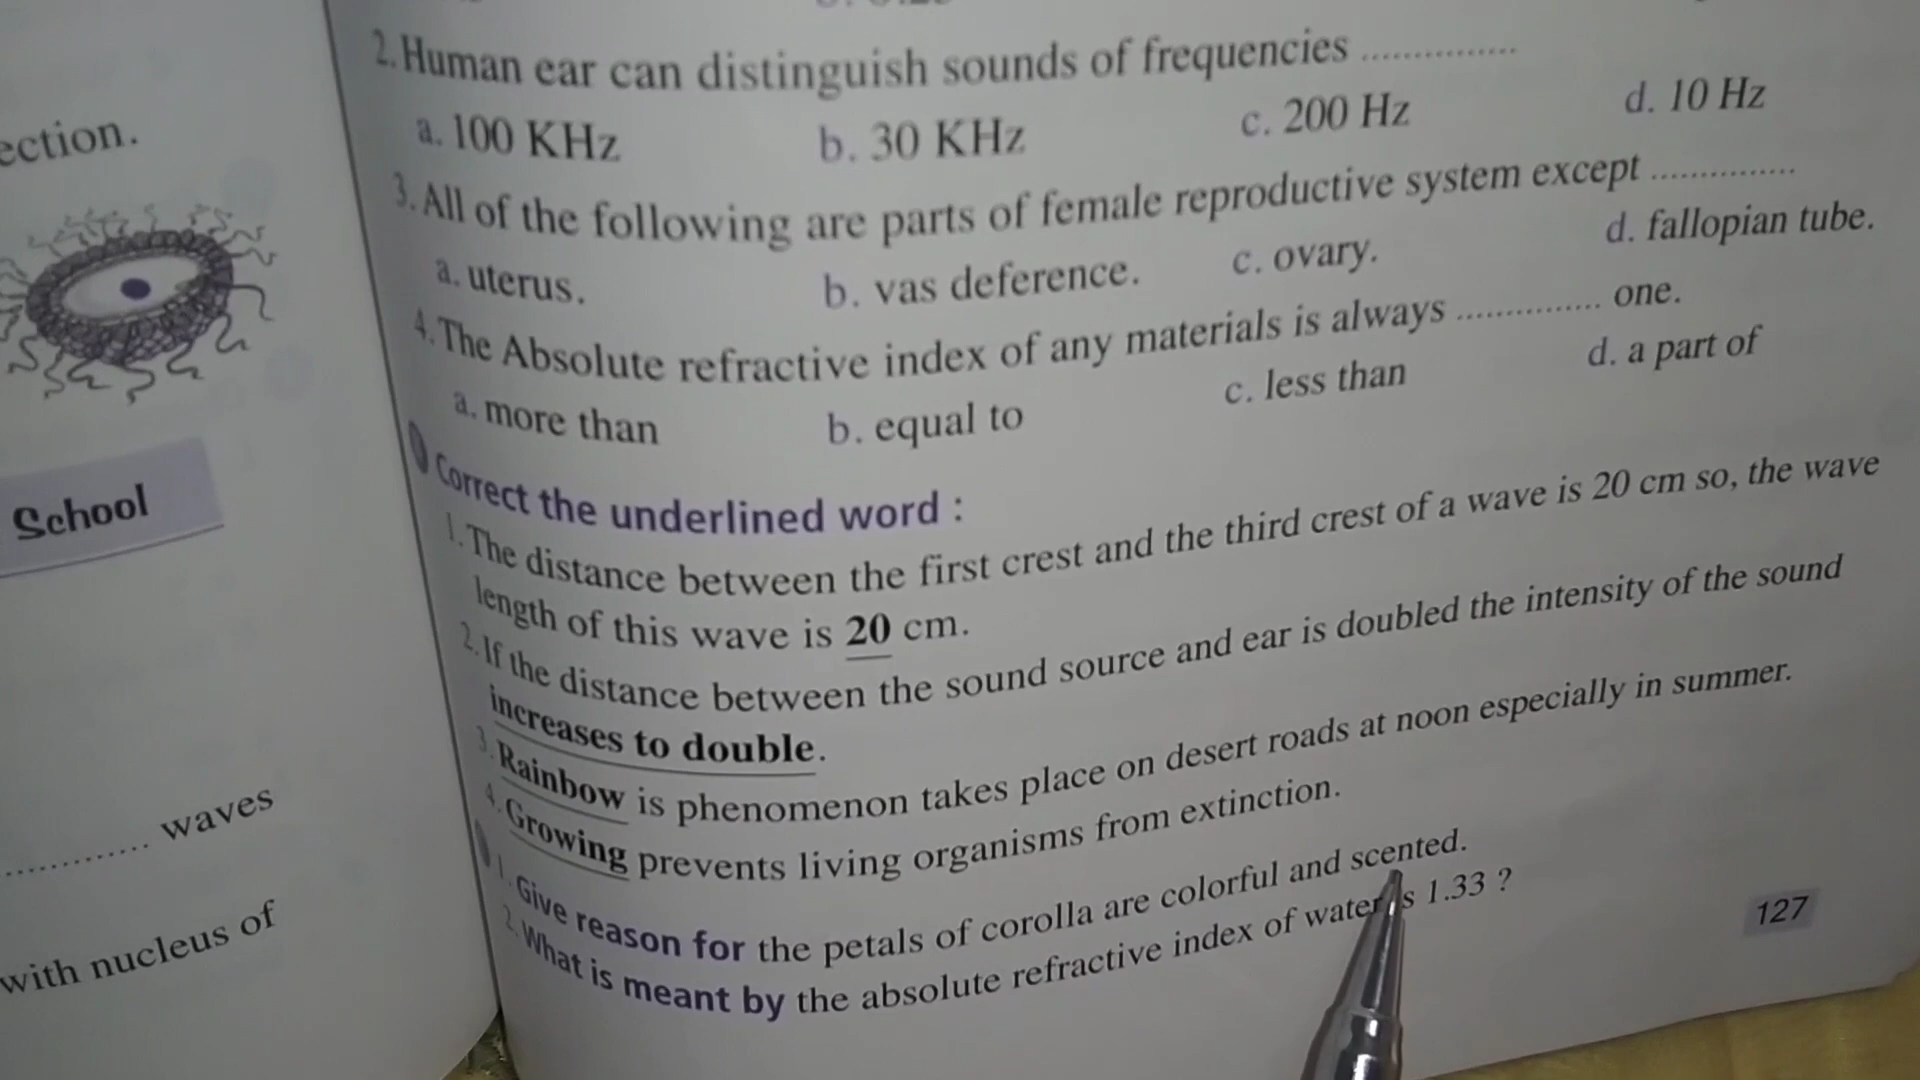 ection.
School
............... waves
with nucleus of
2. Human ear can distinguish sounds of frequencies ...............
a. 100 KHz b. 30 KHz c. 200 Hz d. 10 Hz
3. All of the following are parts of female reproductive system except ...............
a. uterus. b. vas deference. c. ovary. d. fallopian tube.
4. The Absolute refractive index of any materials is always ............... one.
a. more than b. equal to c. less than d. a part of
Correct the underlined word :
1. The distance between the first crest and the third crest of a wave is 20 cm so, the wave
length of this wave is 20 cm.
2. If the distance between the sound source and ear is doubled the intensity of the sound
increases to double.
3. Rainbow is phenomenon takes place on desert roads at noon especially in summer.
4. Growing prevents living organisms from extinction.
1. Give reason for the petals of corolla are colorful and scented.
2. What is meant by the absolute refractive index of water is 1.33 ?
127